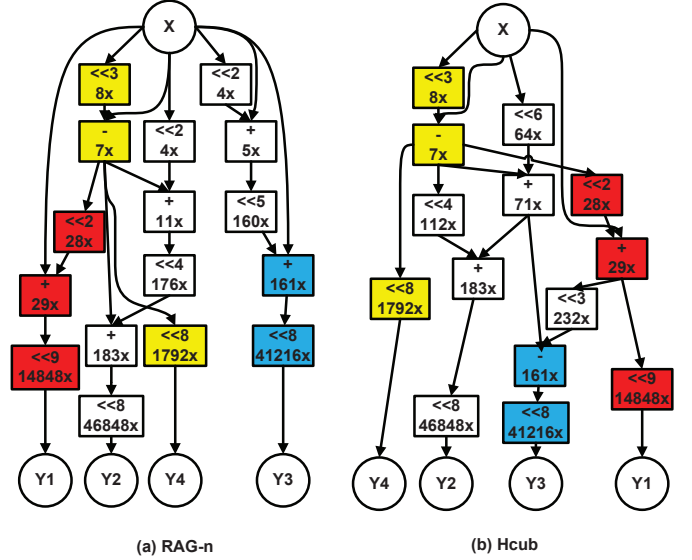 X
<<3
8x
<<2
4x
-
7x
<<2
4x
+
5x
<<2
28x
+
11x
<<5
160x
+
29x
<<4
176x
+
161x
<<9
14848x
+
183x
<<8
1792x
<<8
41216x
<<8
46848x
Y1
Y2
Y4
Y3
(a) RAG-n
X
<<3
8x
<<6
64x
-
7x
<<4
112x
+
71x
<<2
28x
+
29x
<<8
1792x
+
183x
<<3
232x
-
161x
<<9
14848x
<<8
46848x
<<8
41216x
Y4
Y2
Y3
Y1
(b) Hcub